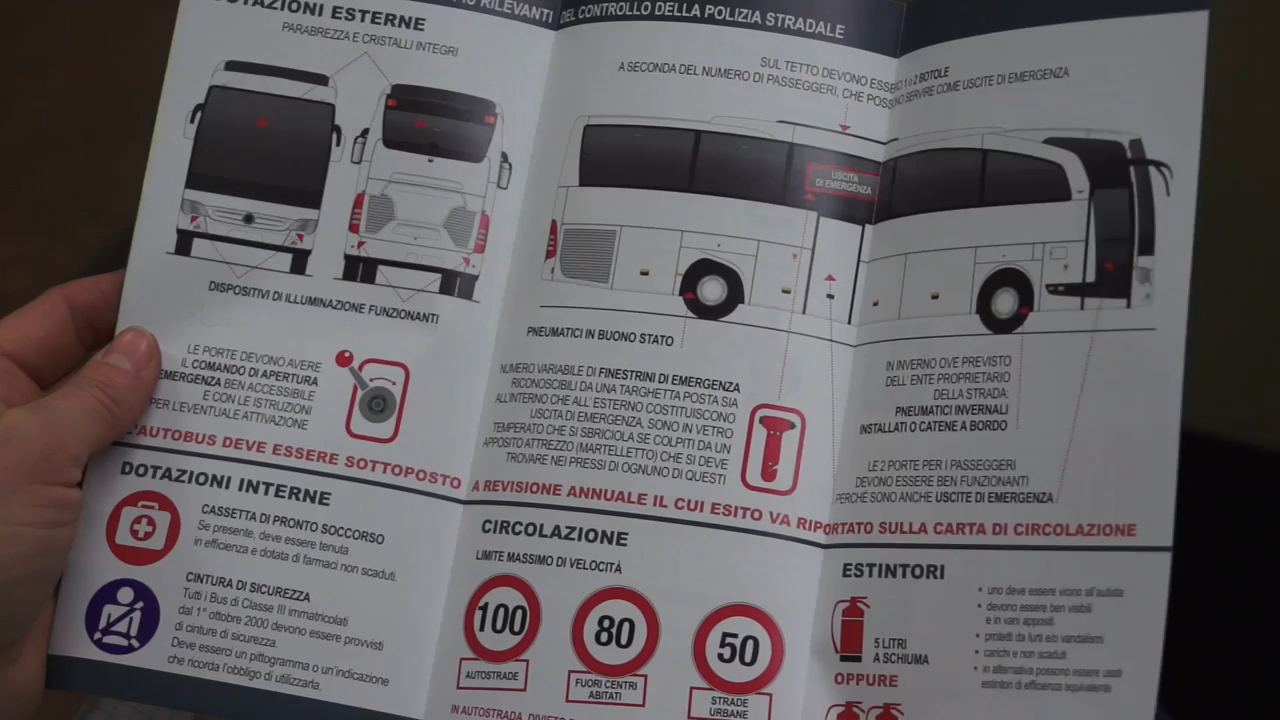 DOTAZIONI ESTERNE
RILEVANTI DEL CONTROLLO DELLA POLIZIA STRADALE
PARABREZZA E CRISTALLI INTEGRI
SUL TETTO DEVONO ESSERCI 1 o 2 BOTOLE
A SECONDA DEL NUMERO DI PASSEGGERI, CHE POSSONO SERVIRE COME USCITE DI EMERGENZA
USCITA
DI EMERGENZA
DISPOSITIVI DI ILLUMINAZIONE FUNZIONANTI
LE PORTE DEVONO AVERE
IL COMANDO DI APERTURA
EMERGENZA BEN ACCESSIBILE
E CON LE ISTRUZIONI
PER L'EVENTUALE ATTIVAZIONE
PNEUMATICI IN BUONO STATO
NUMERO VARIABILE DI FINESTRINI DI EMERGENZA
RICONOSCIBILI DA UNA TARGHETTA POSTA SIA
ALL'INTERNO CHE ALL' ESTERNO COSTITUISCONO
USCITA DI EMERGENZA, SONO IN VETRO
TEMPERATO CHE SI SBRICIOLA SE COLPITI DA UN
APPOSITO ATTREZZO (MARTELLETTO) CHE SI DEVE
TROVARE NEI PRESSI DI OGNUNO DI QUESTI
IN INVERNO OVE PREVISTO
DELL'ENTE PROPRIETARIO
DELLA STRADA:
PNEUMATICI INVERNALI
INSTALLATI O CATENE A BORDO
LE 2 PORTE PER I PASSEGGERI
DEVONO ESSERE BEN FUNZIONANTI
PERCHÉ SONO ANCHE USCITE DI EMERGENZA
L'AUTOBUS DEVE ESSERE SOTTOPOSTO A REVISIONE ANNUALE IL CUI ESITO VA RIPORTATO SULLA CARTA DI CIRCOLAZIONE
DOTAZIONI INTERNE
CASSETTA DI PRONTO SOCCORSO
Se presente, deve essere tenuta
in efficienza e dotata di farmaci non scaduti.
CINTURA DI SICUREZZA
Tutti i Bus di Classe III immatricolati
dal 1° ottobre 2000 devono essere provvisti
di cinture di sicurezza.
Deve esserci un pittogramma o un'indicazione
che ricorda l'obbligo di utilizzarla.
CIRCOLAZIONE
LIMITE MASSIMO DI VELOCITÀ
100
80
50
AUTOSTRADE
FUORI CENTRI
ABITATI
STRADE
URBANE
IN AUTOSTRADA,
ESTINTORI
5 LITRI
A SCHIUMA
OPPURE
• uno deve essere vicino all'autista
• devono essere ben visibili
e in vani appositi
• protetti da furti e/o vandalismi
• carichi e non scaduti
• in alternativa possono essere usati
estintori di efficienza equivalente